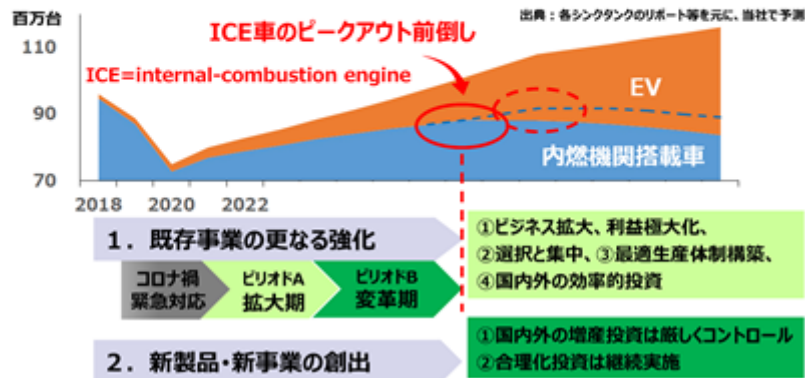 百万台
出典：各シンクタンクのリポート等を元に、当社で予測
110
ICE車のピークアウト前倒し
ICE=internal-combustion engine
EV
90
内燃機関搭載車
70
2018 2020 2022
1．既存事業の更なる強化
コロナ禍
緊急対応
ピリオドA
拡大期
ピリオドB
変革期
①ビジネス拡大、利益極大化、
②選択と集中、③最適生産体制構築、
④国内外の効率的投資
2．新製品・新事業の創出
①国内外の増産投資は厳しくコントロール
②合理化投資は継続実施